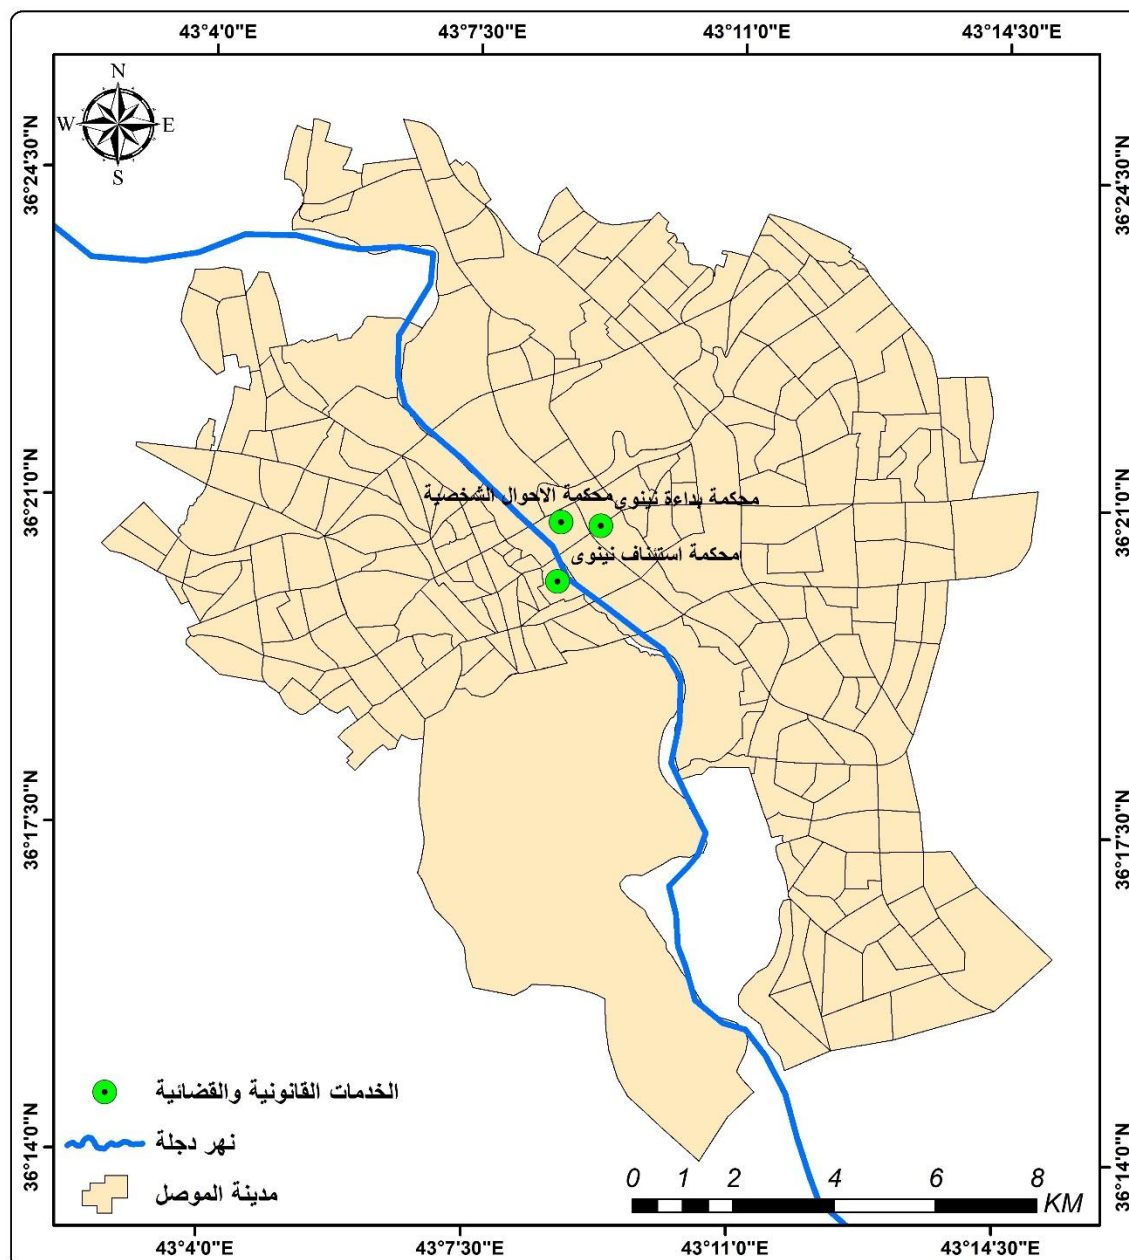 43°4'0"E 43°7'30"E 43°11'0"E 43°14'30"E
N
W E
S
36°24'30"N 36°24'30"N
36°21'0"N 36°21'0"N
محكمة الاحوال الشخصية محكمة بداءة نينوى
محكمة استئناف نينوى
36°17'30"N 36°17'30"N
الخدمات القانونية والقضائية
نهر دجلة
مدينة الموصل
36°14'0"N 36°14'0"N
0 1 2 4 6 8
KM
43°4'0"E 43°7'30"E 43°11'0"E 43°14'30"E